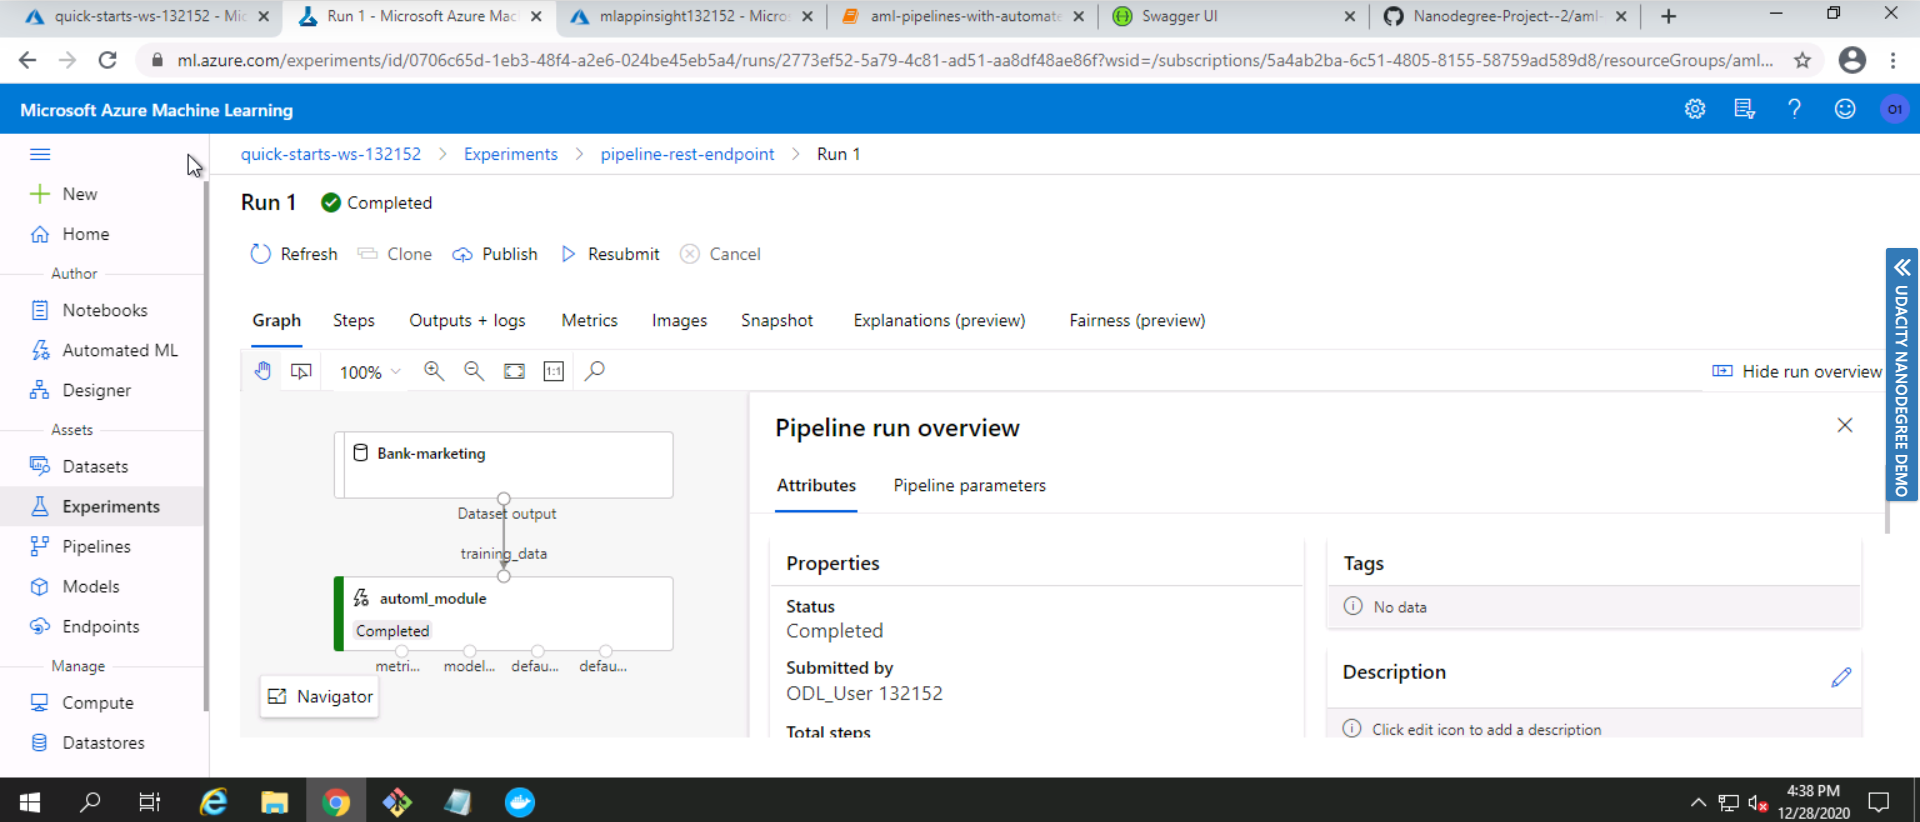 quick-starts-ws-132152 - Mic
Run 1 - Microsoft Azure Mac
mlappinsight132152 - Micro
aml-pipelines-with-automate
Swagger UI
Nanodegree-Project--2/aml-
ml.azure.com/experiments/id/0706c65d-1eb3-48f4-a2e6-024be45eb5a4/runs/2773ef52-5a79-4c81-ad51-aa8df48ae86f?wsid=/subscriptions/5a4ab2ba-6c51-4805-8155-58759ad589d8/resourceGroups/aml...
Microsoft Azure Machine Learning
O1
quick-starts-ws-132152 > Experiments > pipeline-rest-endpoint > Run 1
New
Home
Author
Notebooks
Automated ML
Designer
Assets
Datasets
Experiments
Pipelines
Models
Endpoints
Manage
Compute
Datastores
Run 1 Completed
Refresh Clone Publish Resubmit Cancel
Graph Steps Outputs + logs Metrics Images Snapshot Explanations (preview) Fairness (preview)
100% 1:1 Hide run overview
Bank-marketing
Dataset output
training_data
automl_module
Completed
metri... model... defau... defau...
Navigator
Pipeline run overview
Attributes Pipeline parameters
Properties
Status
Completed
Submitted by
ODL_User 132152
Total steps
Tags
No data
Description
Click edit icon to add a description
UDACITY NANODEGREE DEMO
4:38 PM
12/28/2020